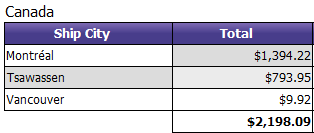 Canada
Ship City Total
Montréal $1,394.22
Tsawassen $793.95
Vancouver $9.92
$2,198.09